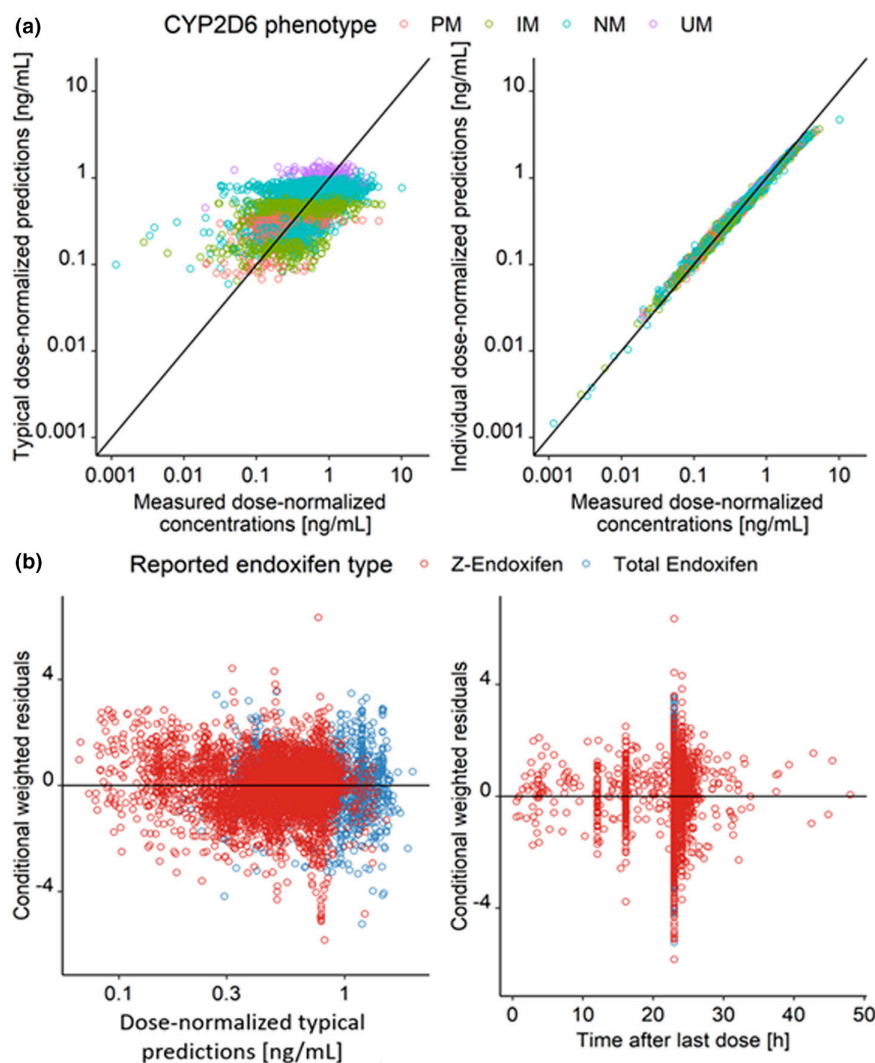 (a)
CYP2D6 phenotype PM IM NM UM
Typical dose-normalized predictions [ng/mL]
10
1
0.1
0.01
0.001
0.001 0.01 0.1 1 10
Measured dose-normalized
concentrations [ng/mL]
Individual dose-normalized predictions [ng/mL]
10
1
0.1
0.01
0.001
0.001 0.01 0.1 1 10
Measured dose-normalized
concentrations [ng/mL]
(b)
Reported endoxifen type Z-Endoxifen Total Endoxifen
Conditional weighted residuals
4
0
-4
0.1 0.3 1
Dose-normalized typical
predictions [ng/mL]
Conditional weighted residuals
4
0
-4
0 10 20 30 40 50
Time after last dose [h]